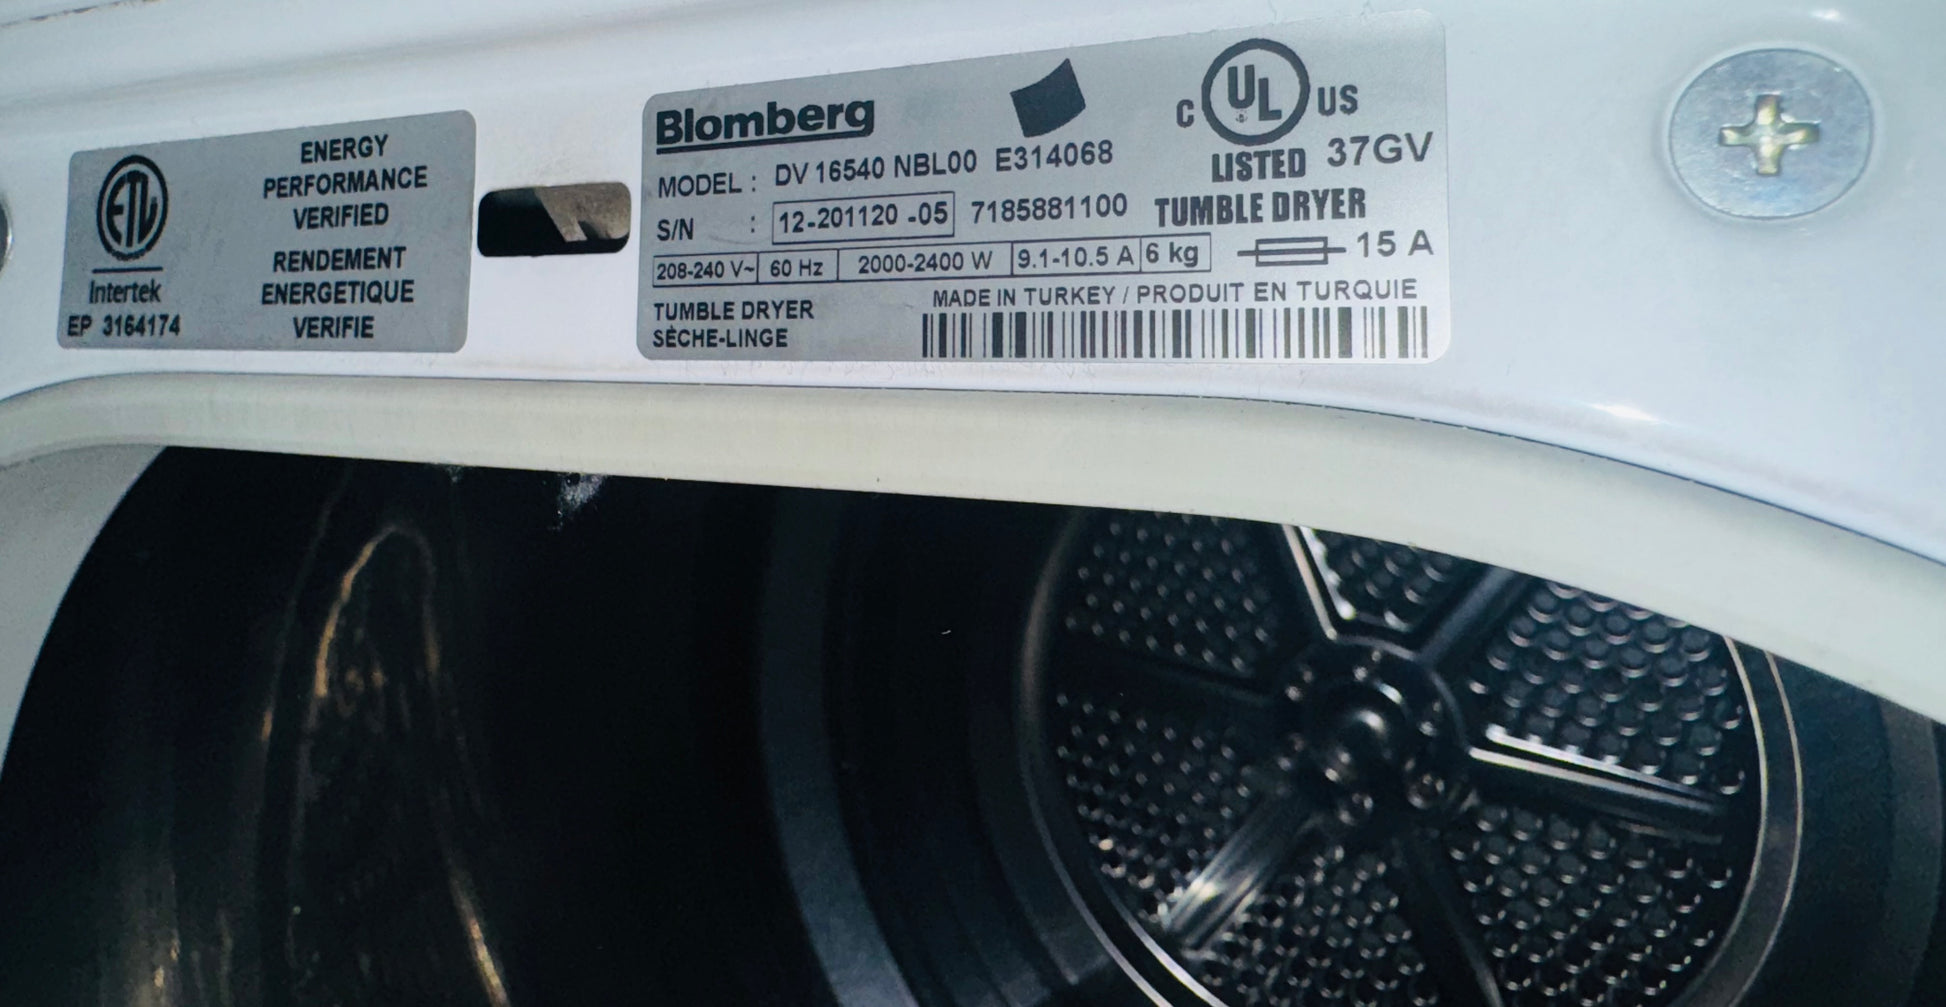 ETL
Intertek
EP 3164174
ENERGY
PERFORMANCE
VERIFIED
RENDEMENT
ENERGETIQUE
VERIFIE
Blomberg
C UL US
LISTED 37GV
MODEL : DV 16540 NBL00 E314068
S/N : 12-201120 -05 7185881100 TUMBLE DRYER
208-240 V~ 60 Hz 2000-2400 W 9.1-10.5 A 6 kg 15 A
MADE IN TURKEY / PRODUIT EN TURQUIE
TUMBLE DRYER
SÈCHE-LINGE